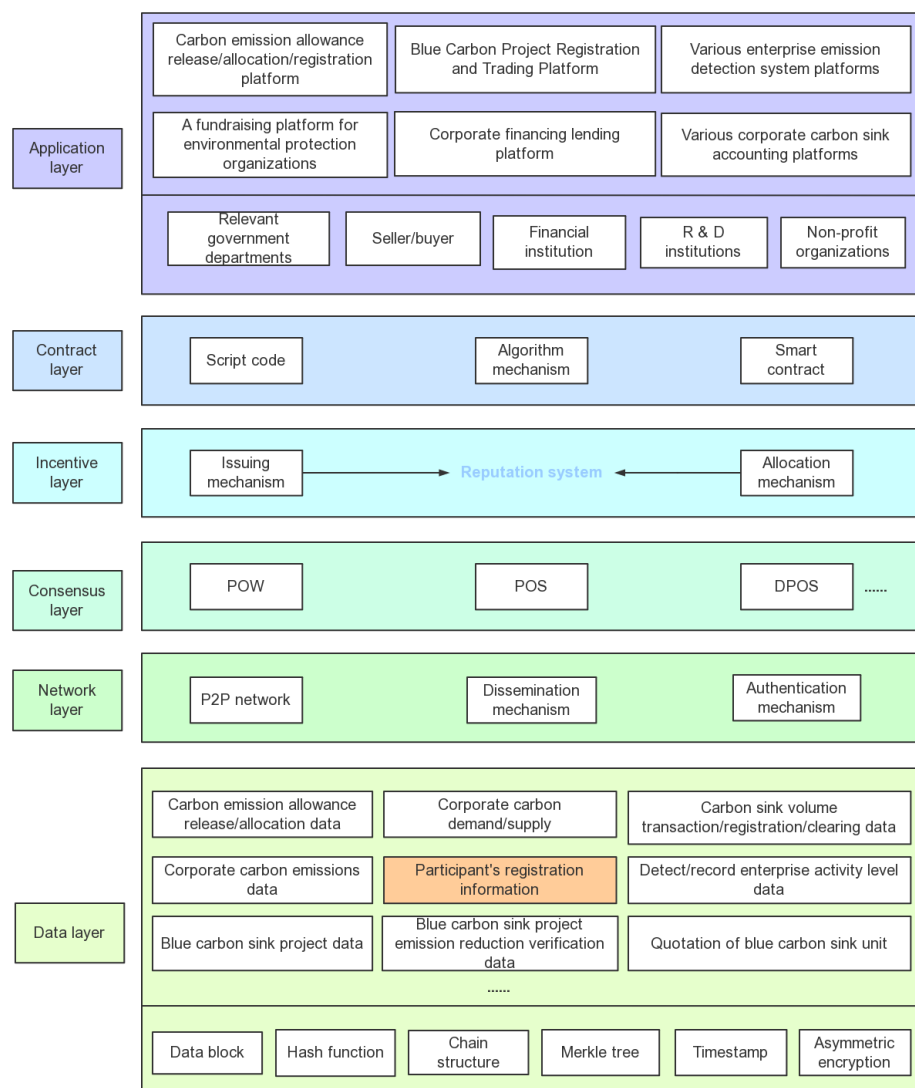 Carbon emission allowance
release/allocation/registration
platform
Blue Carbon Project Registration
and Trading Platform
Various enterprise emission
detection system platforms
Application
layer
A fundraising platform for
environmental protection
organizations
Corporate financing lending
platform
Various corporate carbon sink
accounting platforms
Relevant
government
departments
Seller/buyer
Financial
institution
R & D
institutions
Non-profit
organizations
Contract
layer
Script code
Algorithm
mechanism
Smart
contract
Incentive
layer
Issuing
mechanism
Reputation system
Allocation
mechanism
Consensus
layer
POW
POS
DPOS
......
Network
layer
P2P network
Dissemination
mechanism
Authentication
mechanism
Data layer
Carbon emission allowance
release/allocation data
Corporate carbon
demand/supply
Carbon sink volume
transaction/registration/clearing data
Corporate carbon emissions
data
Participant's registration
information
Detect/record enterprise activity level
data
Blue carbon sink project data
Blue carbon sink project
emission reduction verification
data
Quotation of blue carbon sink unit
......
Data block
Hash function
Chain
structure
Merkle tree
Timestamp
Asymmetric
encryption